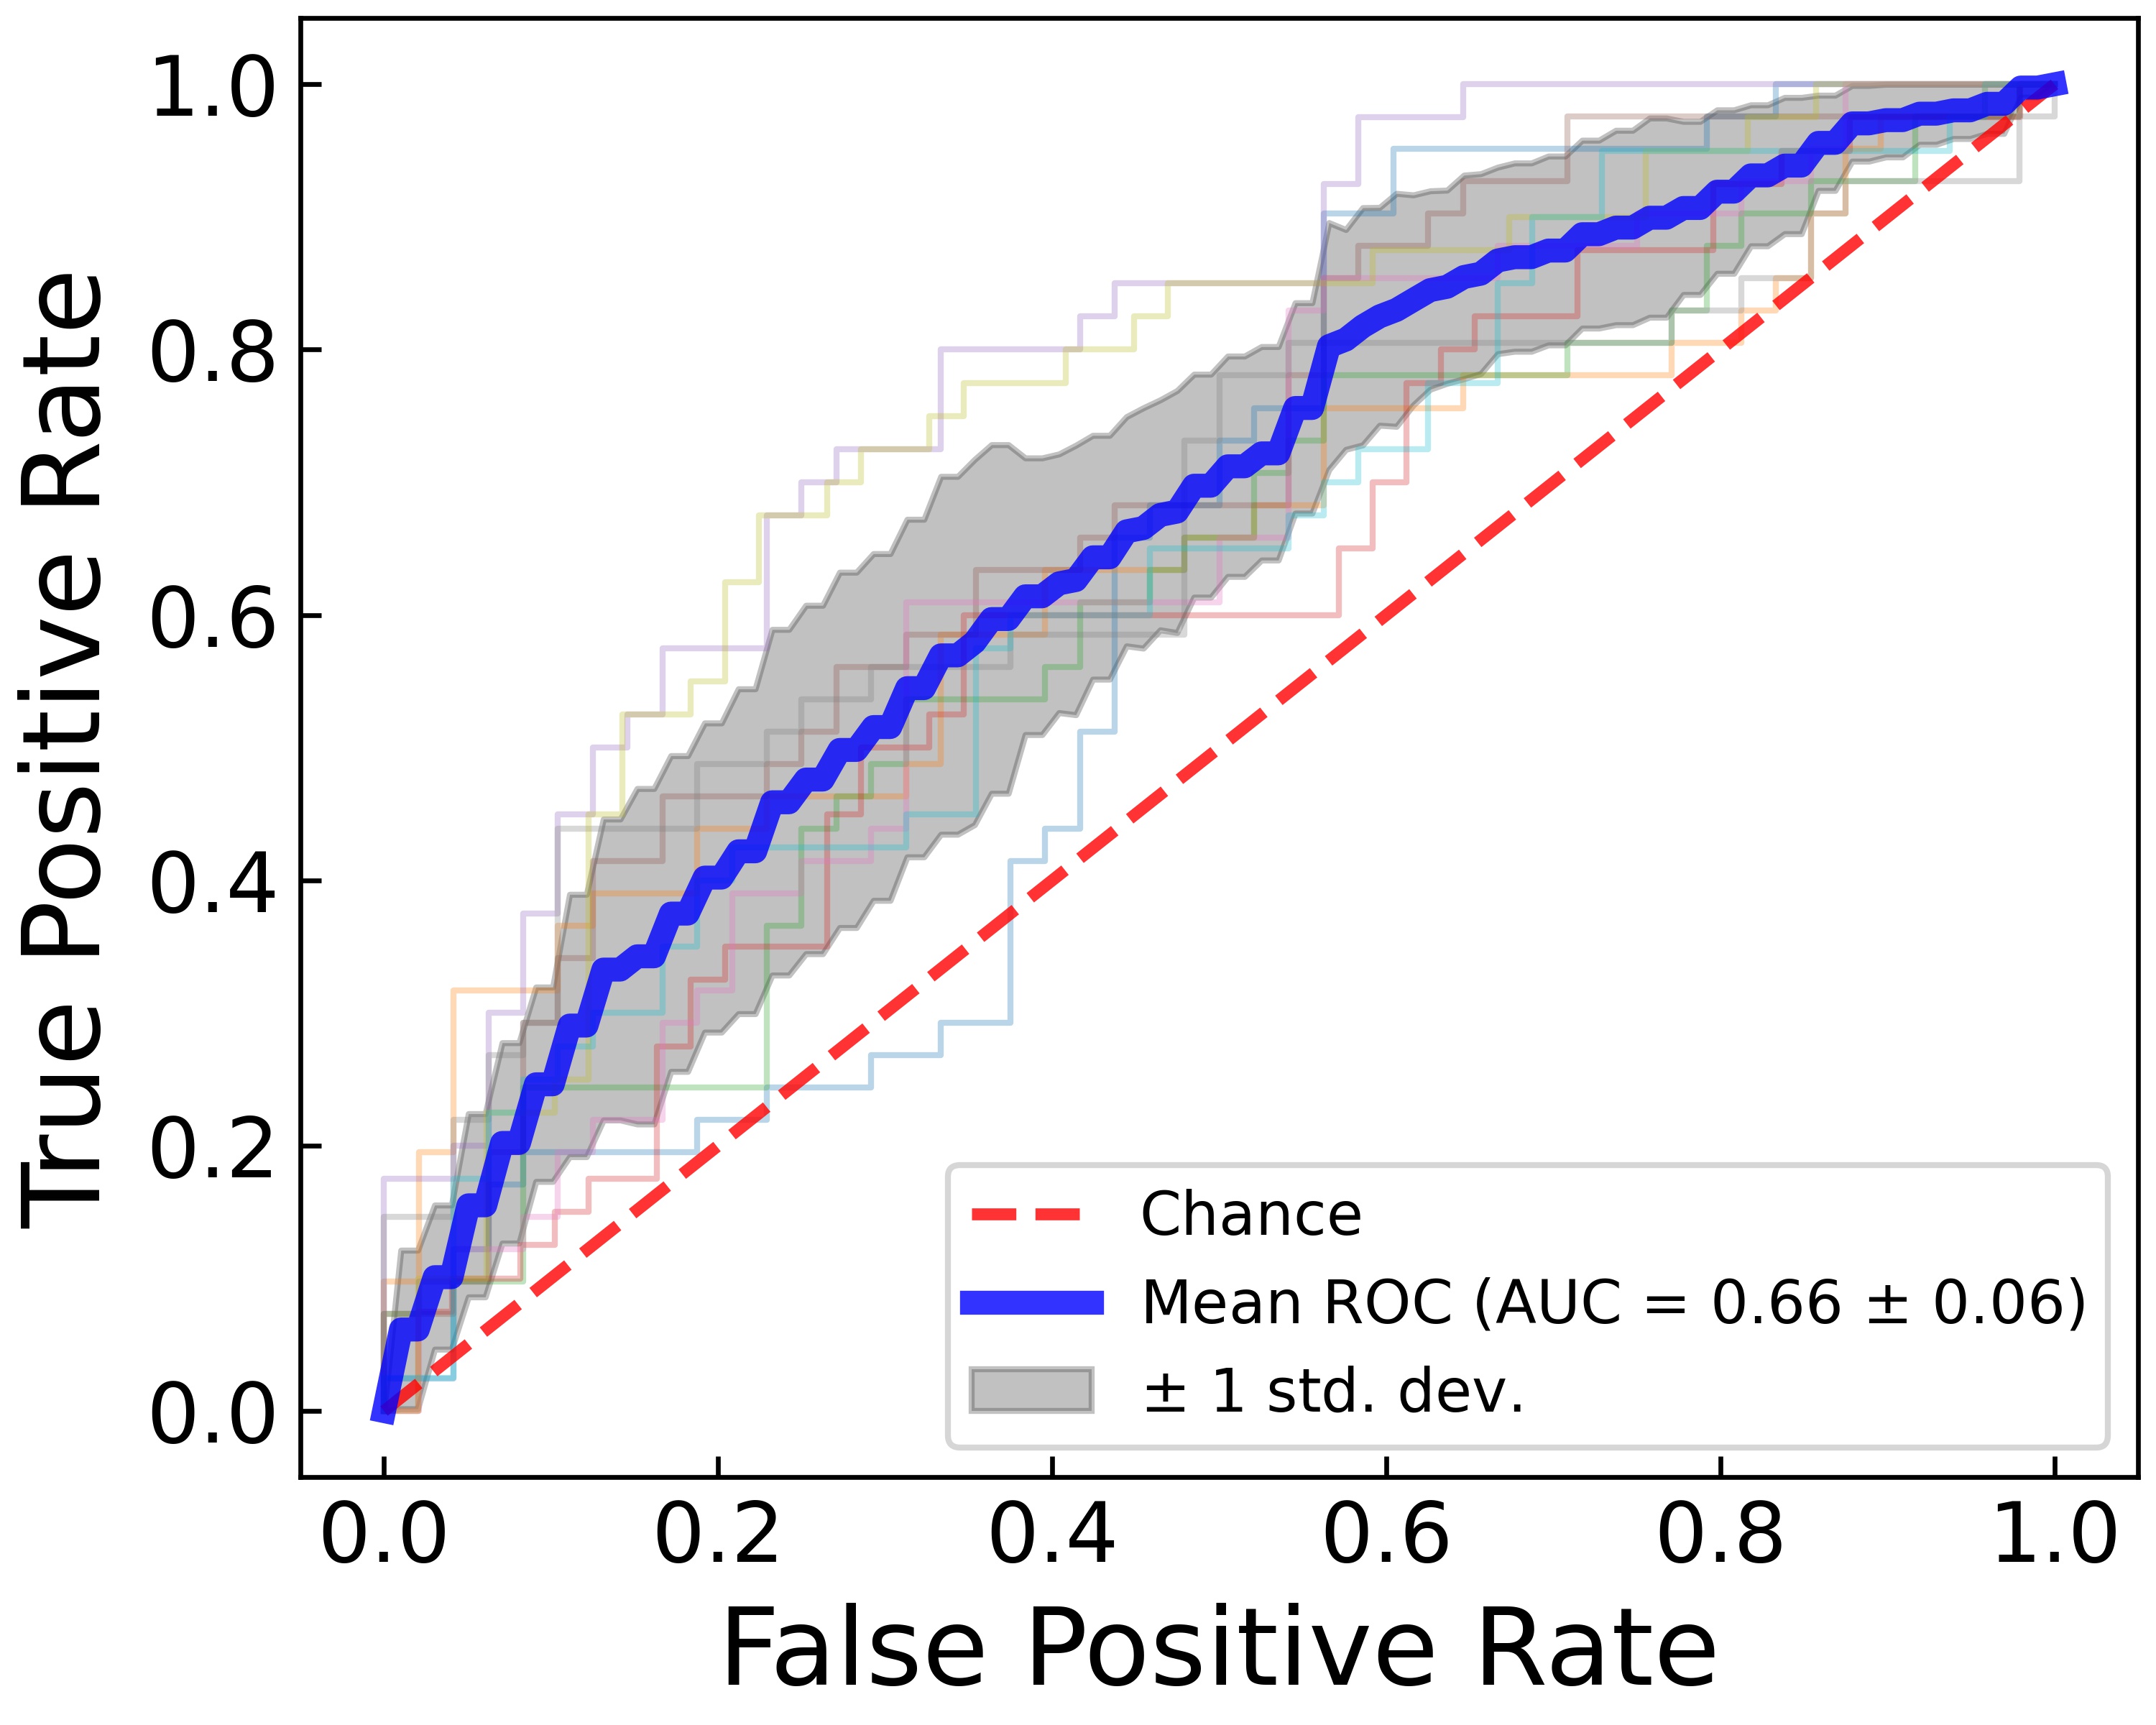 True Positive Rate
1.0
0.8
0.6
0.4
0.2
0.0
Chance
Mean ROC (AUC = 0.66 ± 0.06)
± 1 std. dev.
0.0 0.2 0.4 0.6 0.8 1.0
False Positive Rate